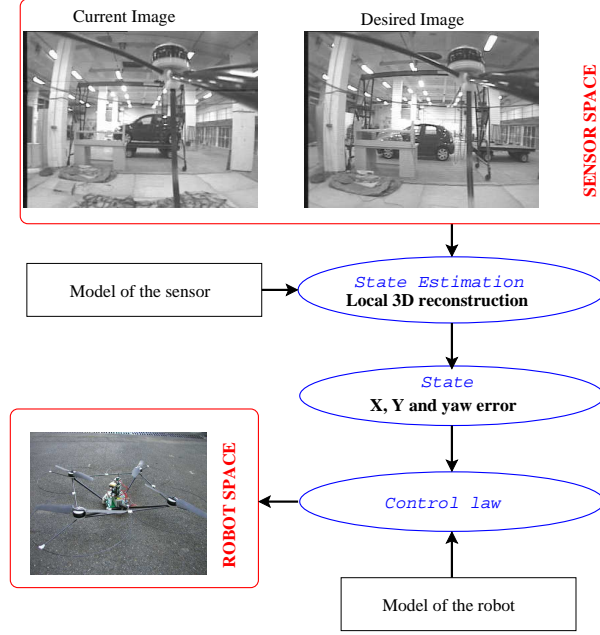 Current Image
Desired Image
SENSOR SPACE
State Estimation
Local 3D reconstruction
Model of the sensor
State
X, Y and yaw error
ROBOT SPACE
Control law
Model of the robot